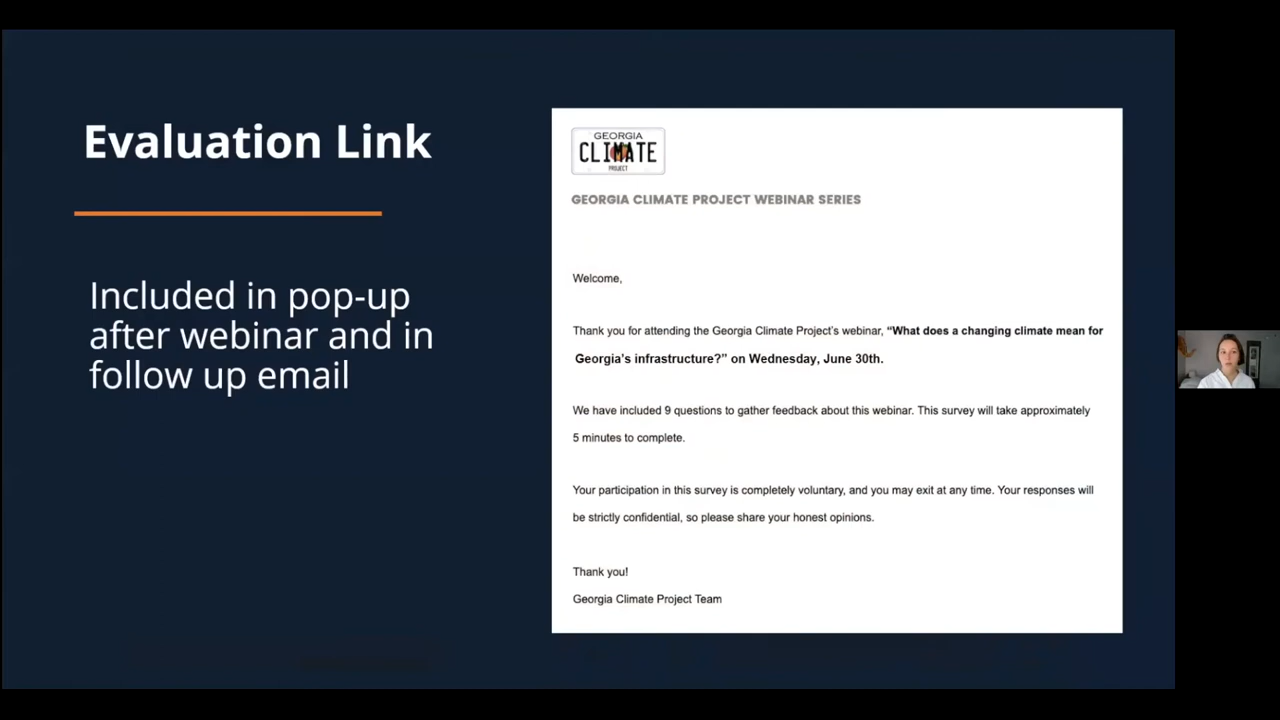 Evaluation Link
Included in pop-up
after webinar and in
follow up email
GEORGIA
CLIMATE
PROJECT
GEORGIA CLIMATE PROJECT WEBINAR SERIES
Welcome,
Thank you for attending the Georgia Climate Project’s webinar, “What does a changing climate mean for
Georgia’s infrastructure?” on Wednesday, June 30th.
We have included 9 questions to gather feedback about this webinar. This survey will take approximately
5 minutes to complete.
Your participation in this survey is completely voluntary, and you may exit at any time. Your responses will
be strictly confidential, so please share your honest opinions.
Thank you!
Georgia Climate Project Team